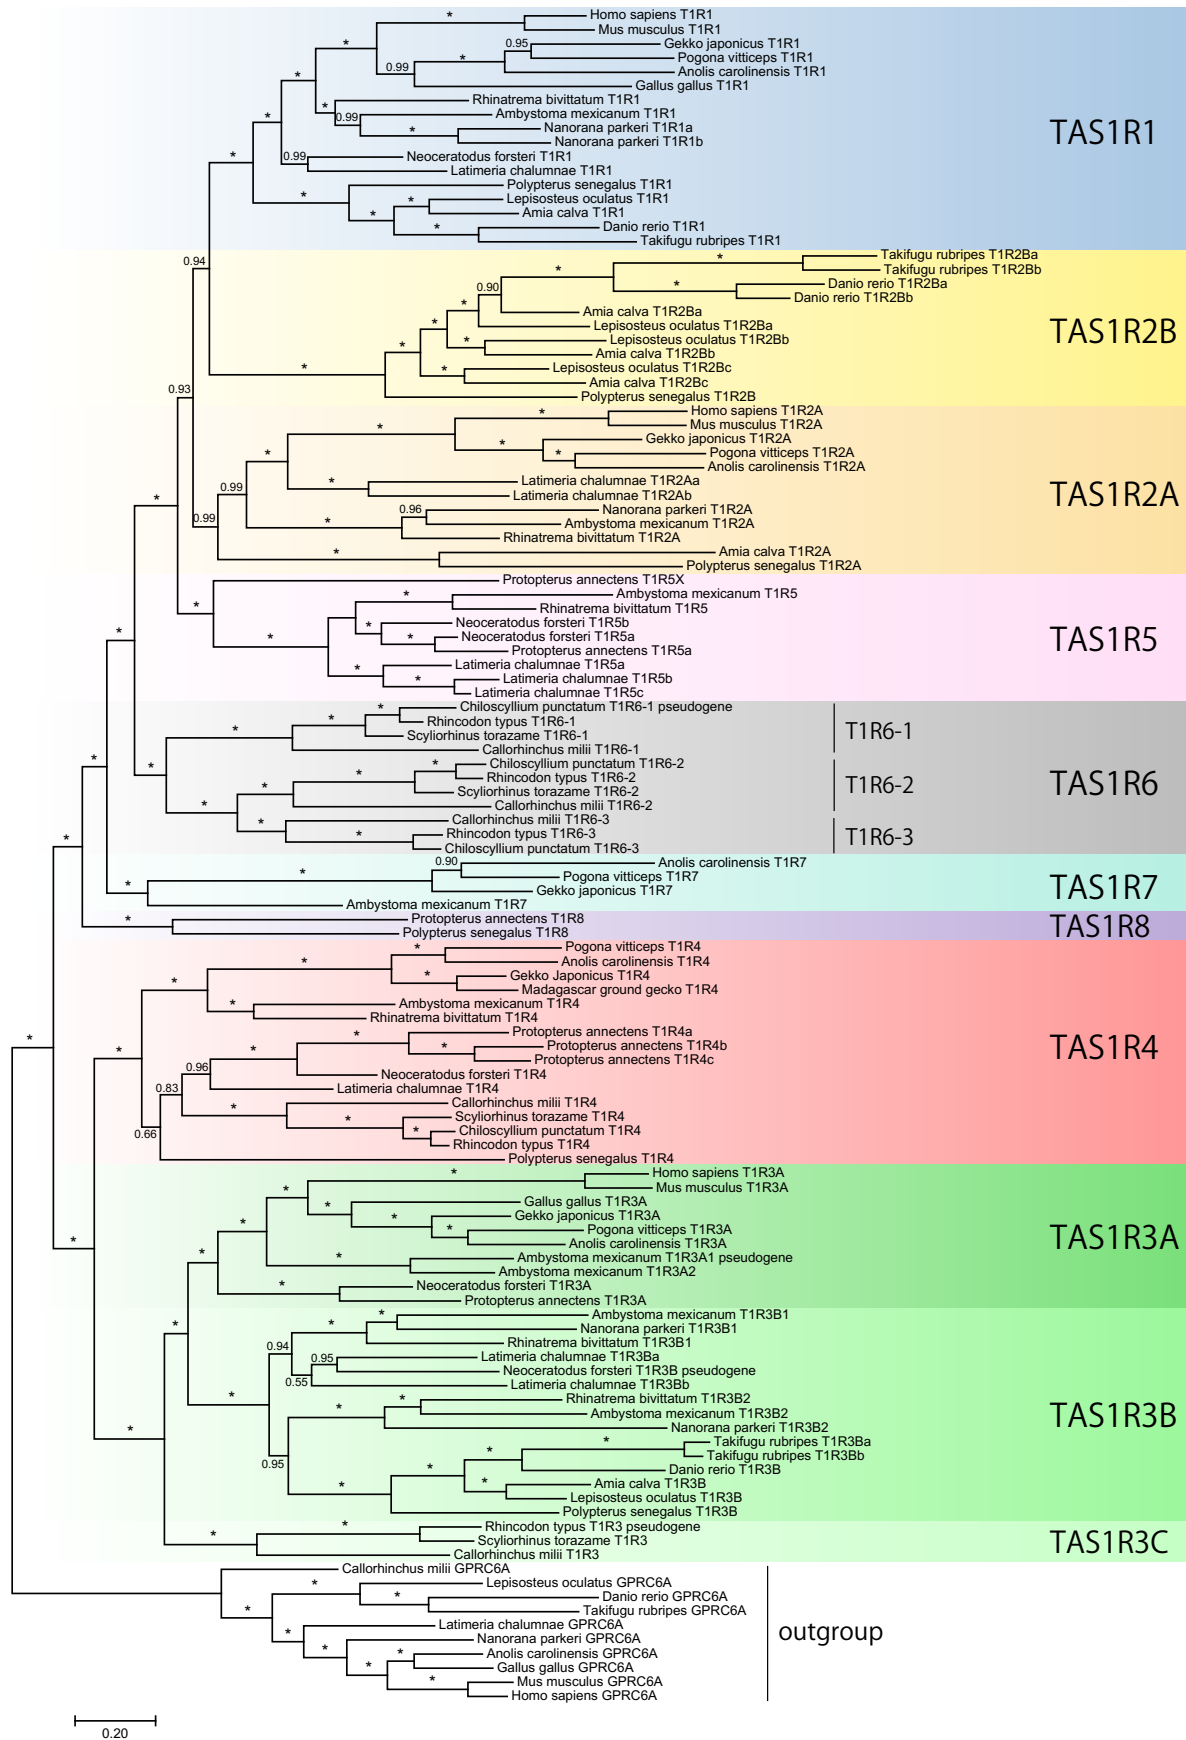 *
Homo sapiens T1R1
Mus musculus T1R1
0.95
Gekko japonicus T1R1
*
*
Pogona vitticeps T1R1
0.99
Anolis carolinensis T1R1
*
Gallus gallus T1R1
*
Rhinatrema bivittatum T1R1
0.99
Ambystoma mexicanum T1R1
*
*
Nanorana parkeri T1R1a
TAS1R1
Nanorana parkeri T1R1b
*
0.99
Neoceratodus forsteri T1R1
Latimeria chalumnae T1R1
Polypterus senegalus T1R1
*
*
Lepisosteus oculatus T1R1
*
Amia calva T1R1
*
Danio rerio T1R1
Takifugu rubripes T1R1
0.94
*
*
Takifugu rubripes T1R2Ba
Takifugu rubripes T1R2Bb
*
Danio rerio T1R2Ba
0.90
Danio rerio T1R2Bb
*
Amia calva T1R2Ba
*
Lepisosteus oculatus T1R2Ba
TAS1R2B
*
*
Lepisosteus oculatus T1R2Bb
Amia calva T1R2Bb
*
*
Lepisosteus oculatus T1R2Bc
Amia calva T1R2Bc
0.93
Polypterus senegalus T1R2B
*
Homo sapiens T1R2A
*
Mus musculus T1R2A
*
Gekko japonicus T1R2A
*
*
Pogona vitticeps T1R2A
Anolis carolinensis T1R2A
0.99
*
Latimeria chalumnae T1R2Aa
TAS1R2A
*
Latimeria chalumnae T1R2Ab
0.99
0.96
Nanorana parkeri T1R2A
*
Ambystoma mexicanum T1R2A
Rhinatrema bivittatum T1R2A
*
Amia calva T1R2A
Polypterus senegalus T1R2A
Protopterus annectens T1R5X
*
*
Ambystoma mexicanum T1R5
Rhinatrema bivittatum T1R5
*
*
Neoceratodus forsteri T1R5b
*
*
Neoceratodus forsteri T1R5a
TAS1R5
Protopterus annectens T1R5a
*
Latimeria chalumnae T1R5a
*
Latimeria chalumnae T1R5b
Latimeria chalumnae T1R5c
*
Chiloscyllium punctatum T1R6-1 pseudogene
*
Rhincodon typus T1R6-1
T1R6-1
*
Scyliorhinus torazame T1R6-1
Callorhinchus milii T1R6-1
*
*
*
Chiloscyllium punctatum T1R6-2
*
Rhincodon typus T1R6-2
T1R6-2
TAS1R6
*
Scyliorhinus torazame T1R6-2
*
Callorhinchus milii T1R6-2
*
Callorhinchus milii T1R6-3
*
*
Rhincodon typus T1R6-3
T1R6-3
Chiloscyllium punctatum T1R6-3
0.90
Anolis carolinensis T1R7
*
*
Pogona vitticeps T1R7
TAS1R7
Gekko japonicus T1R7
Ambystoma mexicanum T1R7
*
Protopterus annectens T1R8
TAS1R8
Polypterus senegalus T1R8
*
Pogona vitticeps T1R4
*
Anolis carolinensis T1R4
*
*
Gekko Japonicus T1R4
Madagascar ground gecko T1R4
*
Ambystoma mexicanum T1R4
Rhinatrema bivittatum T1R4
*
*
Protopterus annectens T1R4a
*
*
*
Protopterus annectens T1R4b
TAS1R4
Protopterus annectens T1R4c
0.96
Neoceratodus forsteri T1R4
0.83
Latimeria chalumnae T1R4
*
Callorhinchus milii T1R4
*
Scyliorhinus torazame T1R4
*
Chiloscyllium punctatum T1R4
0.66
Rhincodon typus T1R4
Polypterus senegalus T1R4
*
Homo sapiens T1R3A
*
Mus musculus T1R3A
*
Gallus gallus T1R3A
*
Gekko japonicus T1R3A
*
*
Pogona vitticeps T1R3A
TAS1R3A
*
Anolis carolinensis T1R3A
*
*
Ambystoma mexicanum T1R3A1 pseudogene
Ambystoma mexicanum T1R3A2
*
Neoceratodus forsteri T1R3A
Protopterus annectens T1R3A
*
*
Ambystoma mexicanum T1R3B1
*
Nanorana parkeri T1R3B1
0.94
Rhinatrema bivittatum T1R3B1
0.95
Latimeria chalumnae T1R3Ba
Neoceratodus forsteri T1R3B pseudogene
0.55
Latimeria chalumnae T1R3Bb
*
*
Rhinatrema bivittatum T1R3B2
*
Ambystoma mexicanum T1R3B2
TAS1R3B
Nanorana parkeri T1R3B2
*
*
Takifugu rubripes T1R3Ba
*
Takifugu rubripes T1R3Bb
0.95
*
Danio rerio T1R3B
*
*
Amia calva T1R3B
Lepisosteus oculatus T1R3B
Polypterus senegalus T1R3B
*
*
Rhincodon typus T1R3 pseudogene
Scyliorhinus torazame T1R3
TAS1R3C
Callorhinchus milii T1R3
Callorhinchus milii GPRC6A
*
Lepisosteus oculatus GPRC6A
*
Danio rerio GPRC6A
*
Takifugu rubripes GPRC6A
*
Latimeria chalumnae GPRC6A
outgroup
*
Nanorana parkeri GPRC6A
*
*
Anolis carolinensis GPRC6A
Gallus gallus GPRC6A
*
Mus musculus GPRC6A
Homo sapiens GPRC6A
0.20